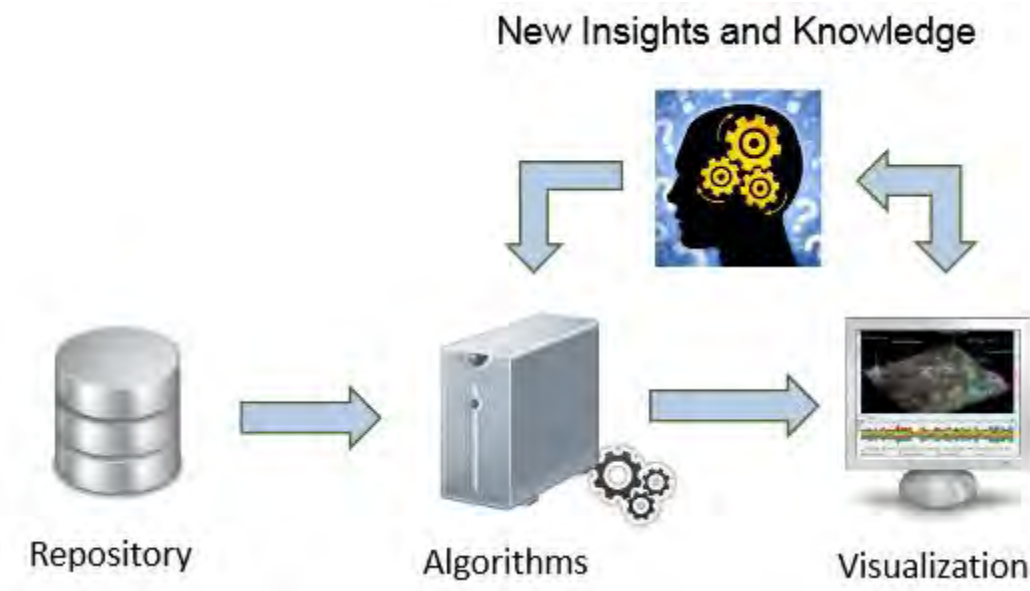 New Insights and Knowledge
Repository
Algorithms
Visualization